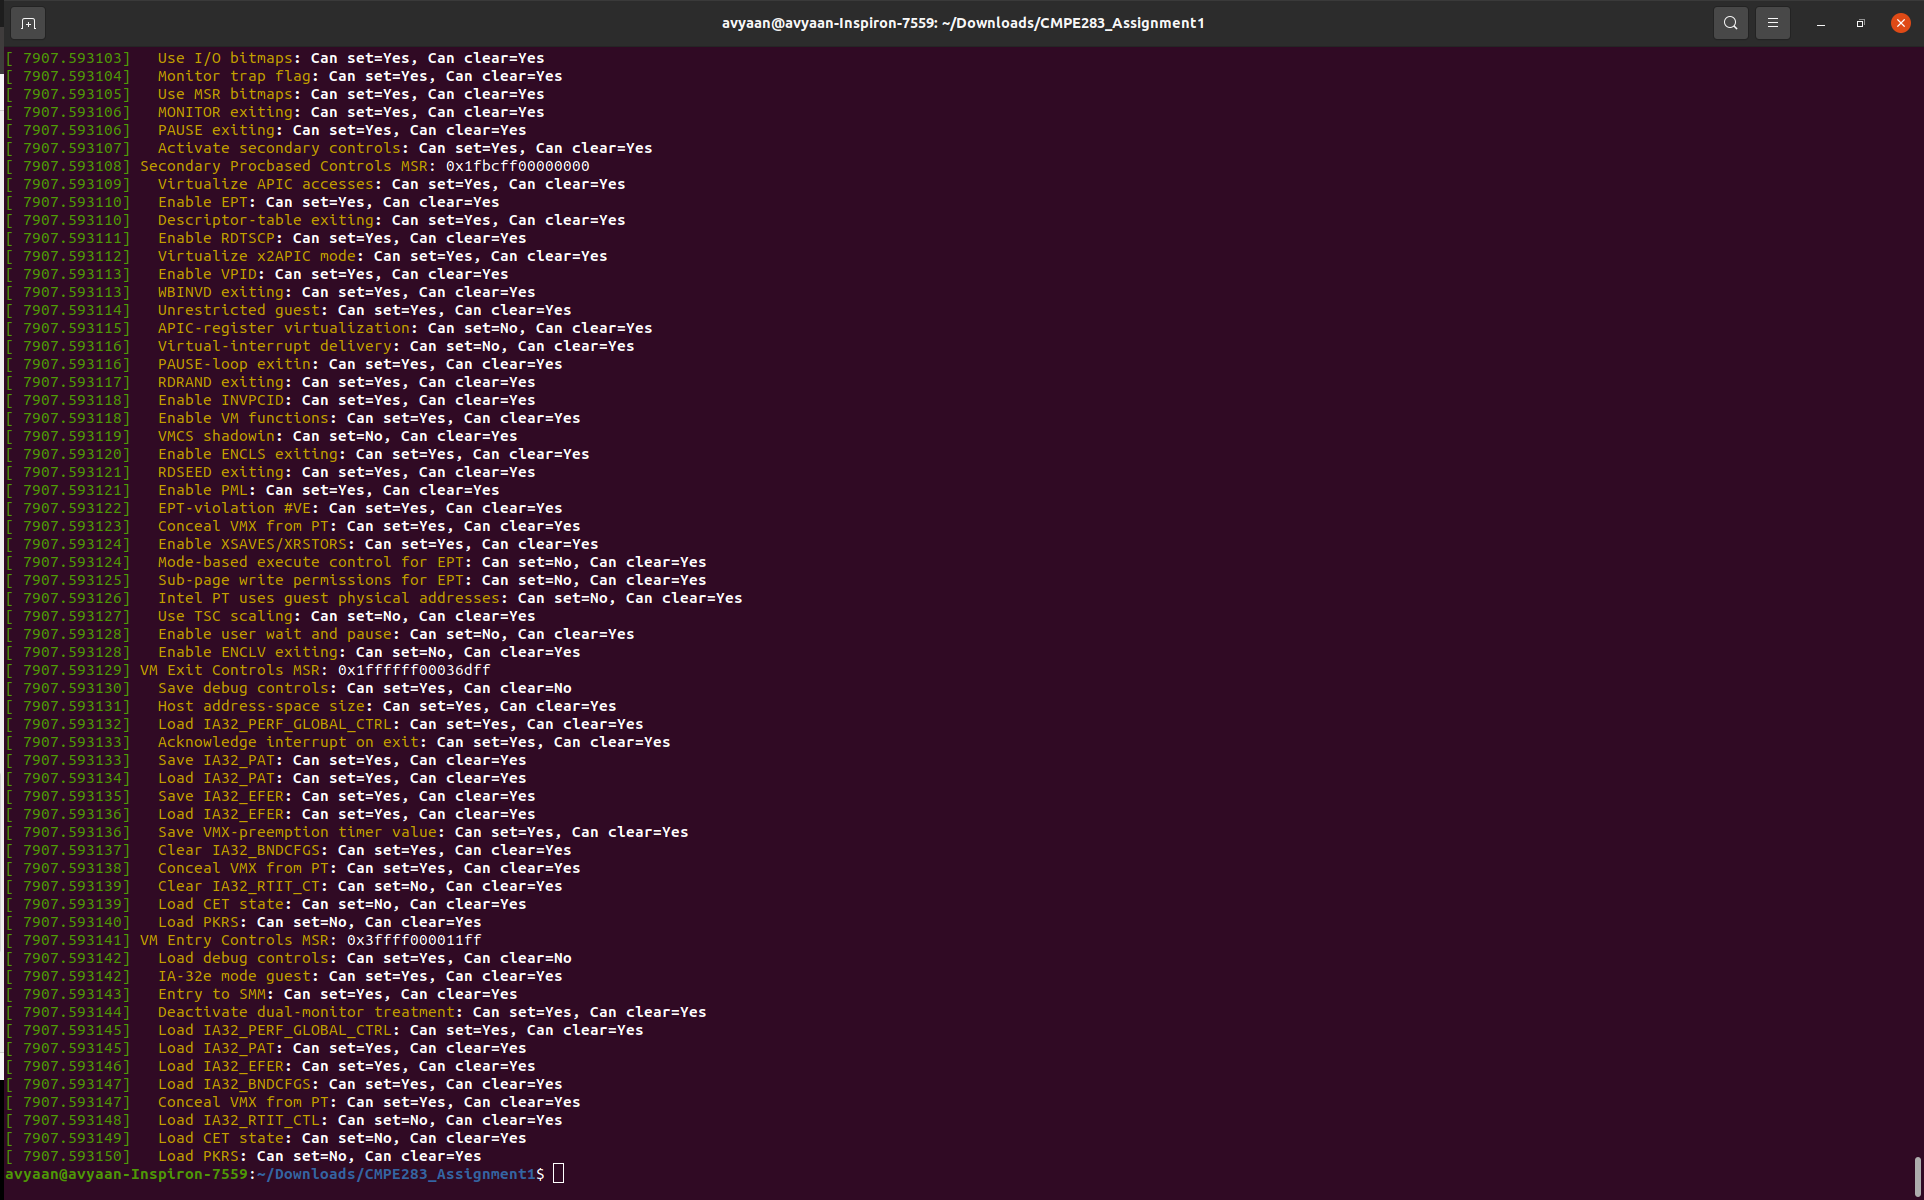 avyaan@avyaan-Inspiron-7559: ~/Downloads/CMPE283_Assignment1
[ 7907.593103]   Use I/O bitmaps: Can set=Yes, Can clear=Yes
[ 7907.593104]   Monitor trap flag: Can set=Yes, Can clear=Yes
[ 7907.593105]   Use MSR bitmaps: Can set=Yes, Can clear=Yes
[ 7907.593106]   MONITOR exiting: Can set=Yes, Can clear=Yes
[ 7907.593106]   PAUSE exiting: Can set=Yes, Can clear=Yes
[ 7907.593107]   Activate secondary controls: Can set=Yes, Can clear=Yes
[ 7907.593108] Secondary Procbased Controls MSR: 0x1fbcff00000000
[ 7907.593109]   Virtualize APIC accesses: Can set=Yes, Can clear=Yes
[ 7907.593110]   Enable EPT: Can set=Yes, Can clear=Yes
[ 7907.593110]   Descriptor-table exiting: Can set=Yes, Can clear=Yes
[ 7907.593111]   Enable RDTSCP: Can set=Yes, Can clear=Yes
[ 7907.593112]   Virtualize x2APIC mode: Can set=Yes, Can clear=Yes
[ 7907.593113]   Enable VPID: Can set=Yes, Can clear=Yes
[ 7907.593113]   WBINVD exiting: Can set=Yes, Can clear=Yes
[ 7907.593114]   Unrestricted guest: Can set=Yes, Can clear=Yes
[ 7907.593115]   APIC-register virtualization: Can set=No, Can clear=Yes
[ 7907.593116]   Virtual-interrupt delivery: Can set=No, Can clear=Yes
[ 7907.593116]   PAUSE-loop exitin: Can set=Yes, Can clear=Yes
[ 7907.593117]   RDRAND exiting: Can set=Yes, Can clear=Yes
[ 7907.593118]   Enable INVPCID: Can set=Yes, Can clear=Yes
[ 7907.593118]   Enable VM functions: Can set=Yes, Can clear=Yes
[ 7907.593119]   VMCS shadowin: Can set=No, Can clear=Yes
[ 7907.593120]   Enable ENCLS exiting: Can set=Yes, Can clear=Yes
[ 7907.593121]   RDSEED exiting: Can set=Yes, Can clear=Yes
[ 7907.593121]   Enable PML: Can set=Yes, Can clear=Yes
[ 7907.593122]   EPT-violation #VE: Can set=Yes, Can clear=Yes
[ 7907.593123]   Conceal VMX from PT: Can set=Yes, Can clear=Yes
[ 7907.593124]   Enable XSAVES/XRSTORS: Can set=Yes, Can clear=Yes
[ 7907.593124]   Mode-based execute control for EPT: Can set=No, Can clear=Yes
[ 7907.593125]   Sub-page write permissions for EPT: Can set=No, Can clear=Yes
[ 7907.593126]   Intel PT uses guest physical addresses: Can set=No, Can clear=Yes
[ 7907.593127]   Use TSC scaling: Can set=No, Can clear=Yes
[ 7907.593128]   Enable user wait and pause: Can set=No, Can clear=Yes
[ 7907.593128]   Enable ENCLV exiting: Can set=No, Can clear=Yes
[ 7907.593129] VM Exit Controls MSR: 0x1ffffff00036dff
[ 7907.593130]   Save debug controls: Can set=Yes, Can clear=No
[ 7907.593131]   Host address-space size: Can set=Yes, Can clear=Yes
[ 7907.593132]   Load IA32_PERF_GLOBAL_CTRL: Can set=Yes, Can clear=Yes
[ 7907.593133]   Acknowledge interrupt on exit: Can set=Yes, Can clear=Yes
[ 7907.593133]   Save IA32_PAT: Can set=Yes, Can clear=Yes
[ 7907.593134]   Load IA32_PAT: Can set=Yes, Can clear=Yes
[ 7907.593135]   Save IA32_EFER: Can set=Yes, Can clear=Yes
[ 7907.593136]   Load IA32_EFER: Can set=Yes, Can clear=Yes
[ 7907.593136]   Save VMX-preemption timer value: Can set=Yes, Can clear=Yes
[ 7907.593137]   Clear IA32_BNDCFGS: Can set=Yes, Can clear=Yes
[ 7907.593138]   Conceal VMX from PT: Can set=Yes, Can clear=Yes
[ 7907.593139]   Clear IA32_RTIT_CT: Can set=No, Can clear=Yes
[ 7907.593139]   Load CET state: Can set=No, Can clear=Yes
[ 7907.593140]   Load PKRS: Can set=No, Can clear=Yes
[ 7907.593141] VM Entry Controls MSR: 0x3ffff000011ff
[ 7907.593142]   Load debug controls: Can set=Yes, Can clear=No
[ 7907.593142]   IA-32e mode guest: Can set=Yes, Can clear=Yes
[ 7907.593143]   Entry to SMM: Can set=Yes, Can clear=Yes
[ 7907.593144]   Deactivate dual-monitor treatment: Can set=Yes, Can clear=Yes
[ 7907.593145]   Load IA32_PERF_GLOBAL_CTRL: Can set=Yes, Can clear=Yes
[ 7907.593145]   Load IA32_PAT: Can set=Yes, Can clear=Yes
[ 7907.593146]   Load IA32_EFER: Can set=Yes, Can clear=Yes
[ 7907.593147]   Load IA32_BNDCFGS: Can set=Yes, Can clear=Yes
[ 7907.593147]   Conceal VMX from PT: Can set=Yes, Can clear=Yes
[ 7907.593148]   Load IA32_RTIT_CTL: Can set=No, Can clear=Yes
[ 7907.593149]   Load CET state: Can set=No, Can clear=Yes
[ 7907.593150]   Load PKRS: Can set=No, Can clear=Yes
avyaan@avyaan-Inspiron-7559:~/Downloads/CMPE283_Assignment1$